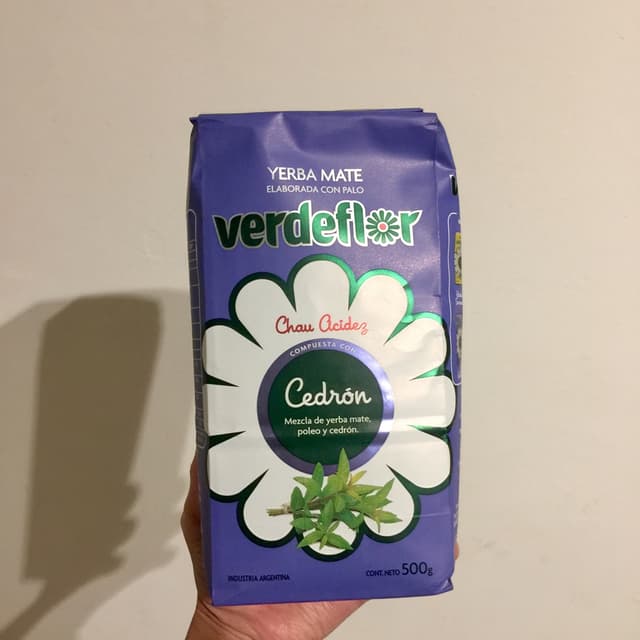 YERBA MATE
ELABORADA CON PALO
verdeflor
Chau Acidez
COMPUESTA CON
Cedrón
Mezcla de yerba mate,
poleo y cedrón.
INDUSTRIA ARGENTINA
CONT. NETO 500g